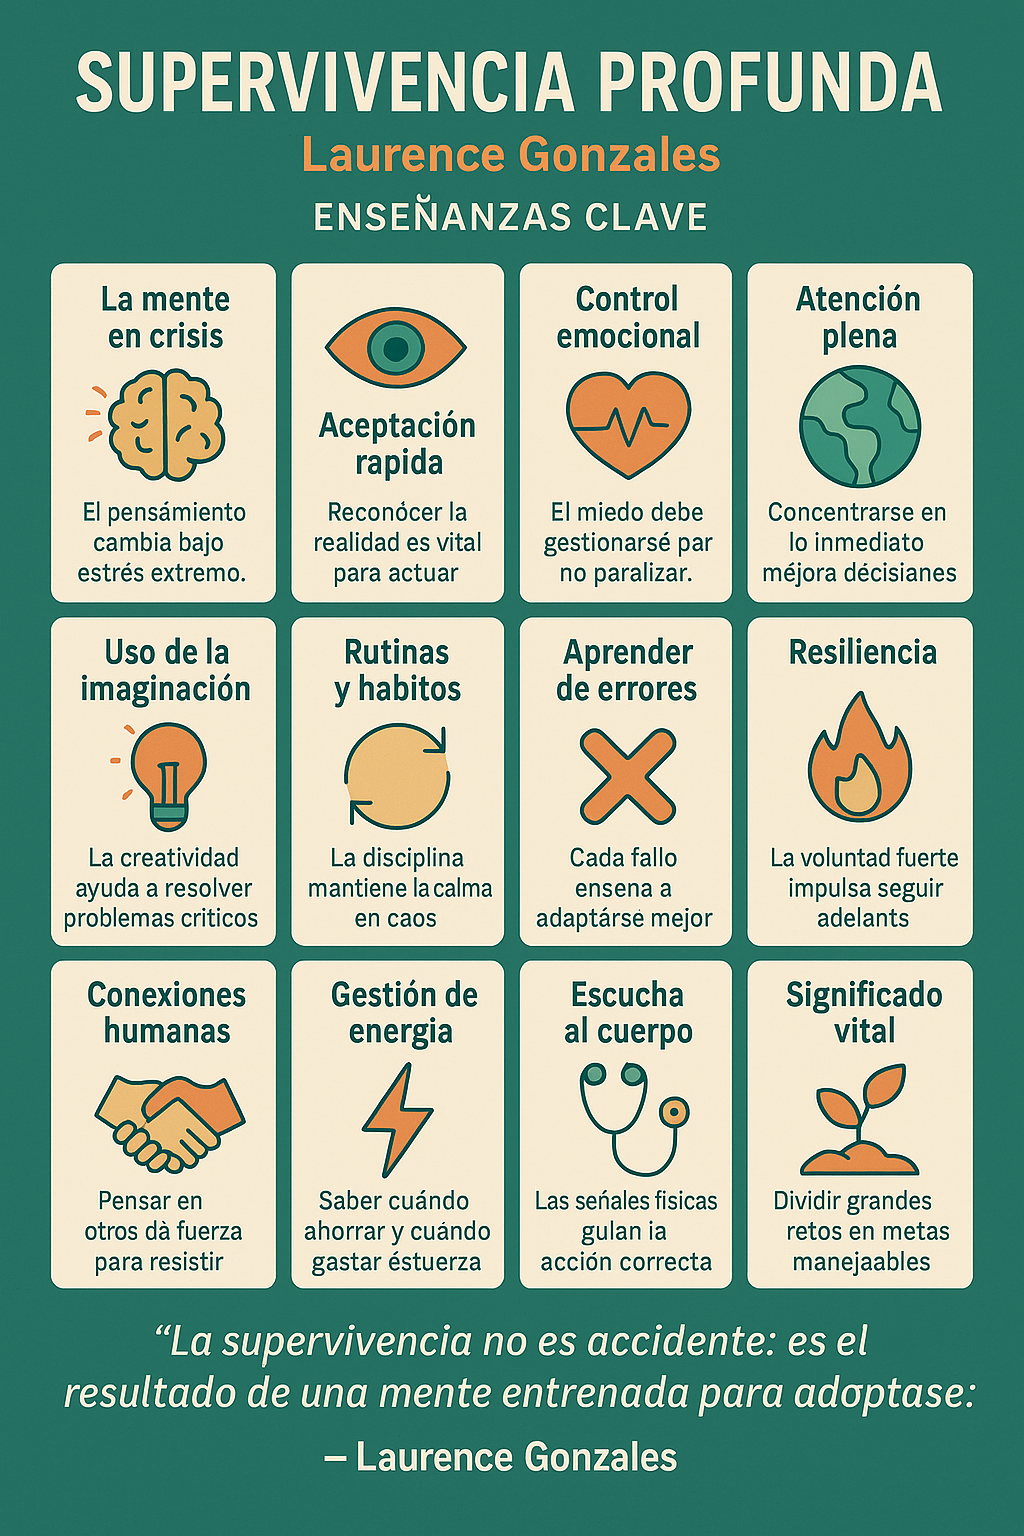 SUPERVIVENCIA PROFUNDA
Laurence Gonzales
ENSEÑANZAS CLAVE
La mente
en crisis
El pensámiento
cambia bajo
estrés extremo.
Aceptación
rapida
Reconócer la
realidad es vital
para actuar
Control
emocional
El miedo debe
gestionarsé par
no paralizar.
Atención
plena
Concentrarse en
lo inmediato
méjora décisianes
Uso de la
imaginación
La creatividad
ayuda a resolver
problemas criticos
Rutinas
y habitos
La disciplina
mantiene la calma
en caos
Aprender
de errores
Cada fallo
ensena a
adaptársė mejor
Resiliencia
La voluntad fuerte
impulsa seguir
adelants
Conexiones
humanas
Pensar en
otros dà fuerza
para resistir
Gestión de
energia
Saber cuándo
ahorrar y cuándo
gastar éstuerza
Escucha
al cuerpo
Las seńales fisicas
gulan ia
acción correcta
Significado
vital
Dividir grandes
retos en metas
manejaables
“La supervivencia no es accidente: es el
resultado de una mente entrenada para adoptase:
– Laurence Gonzales